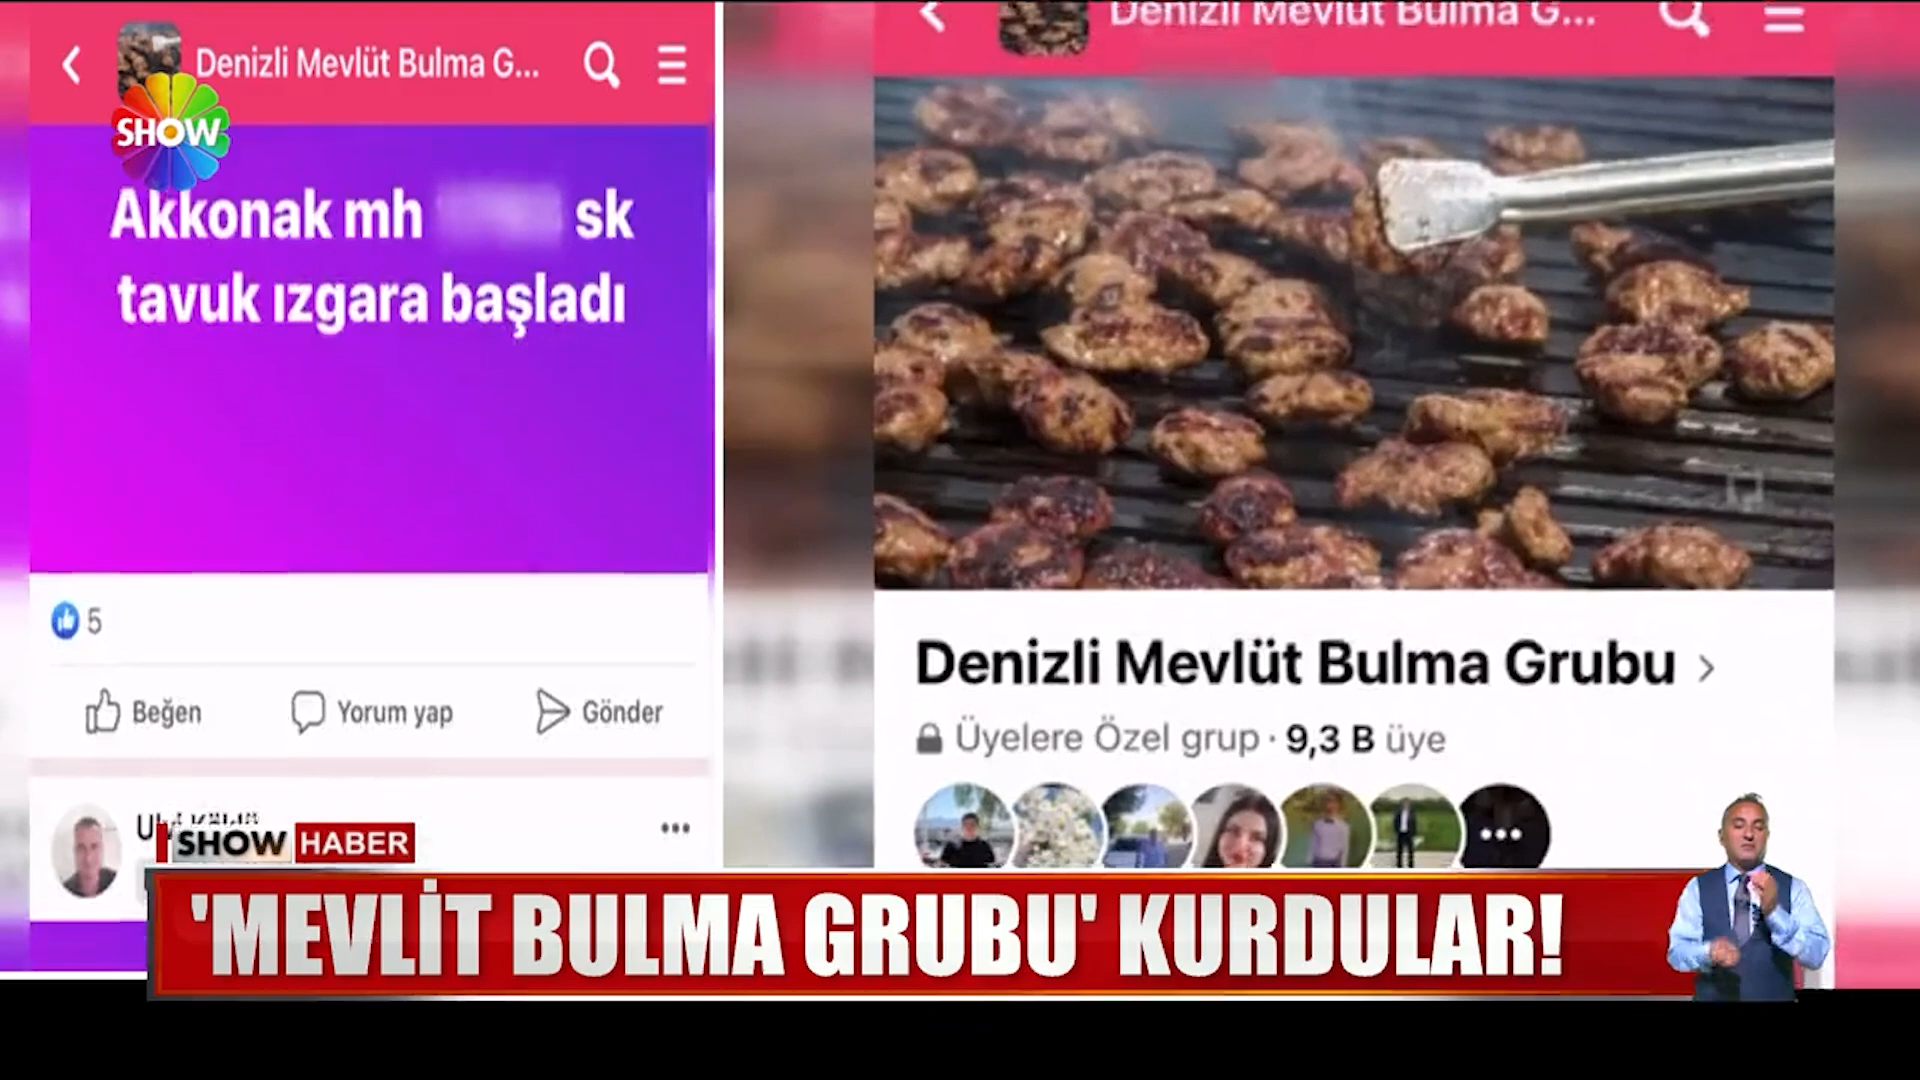 Denizli Mevlüt Bulma G...
SHOW
Akkonak mh sk
tavuk ızgara başladı
5
Beğen Yorum yap Gönder
Denizli Mevlüt Bulma G...
Denizli Mevlüt Bulma Grubu
Üyelere Özel grup · 9,3 B üye
SHOW HABER
'MEVLİT BULMA GRUBU' KURDULAR!